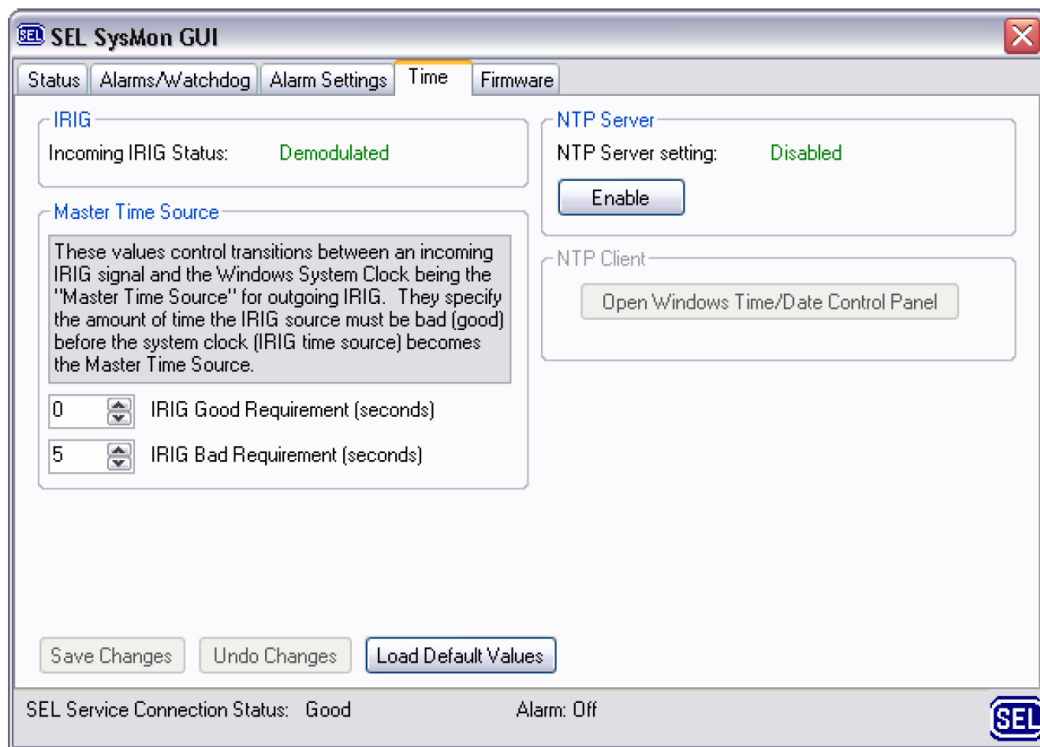 SEL SEL SysMon GUI
Status Alarms/Watchdog Alarm Settings Time Firmware
IRIG
Incoming IRIG Status: Demodulated
Master Time Source
These values control transitions between an incoming
IRIG signal and the Windows System Clock being the
"Master Time Source" for outgoing IRIG. They specify
the amount of time the IRIG source must be bad (good)
before the system clock (IRIG time source) becomes
the Master Time Source.
0 IRIG Good Requirement (seconds)
5 IRIG Bad Requirement (seconds)
NTP Server
NTP Server setting: Disabled
Enable
NTP Client
Open Windows Time/Date Control Panel
Save Changes Undo Changes Load Default Values
SEL Service Connection Status: Good Alarm: Off
SEL